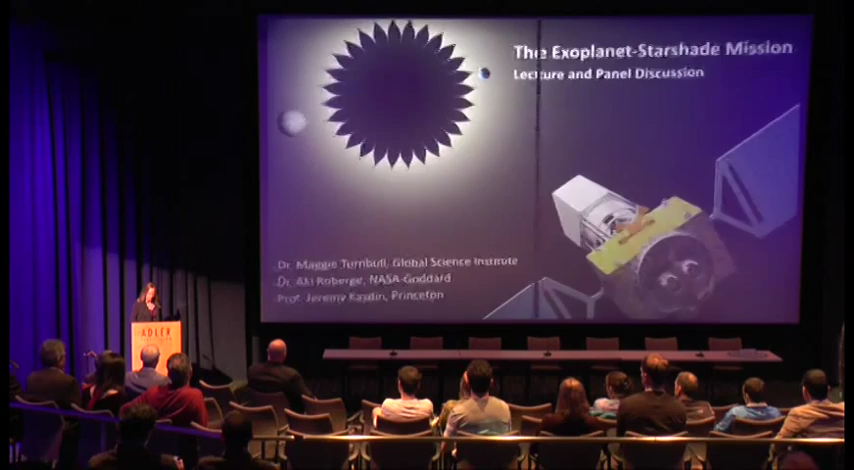 The Exoplanet-Starshade Mission
Lecture and Panel Discussion
Dr. Maggie Turnbull, Global Science Institute
Dr. Aki Roberge, NASA-Goddard
Prof. Jeremy Kasdin, Princeton
ADLER